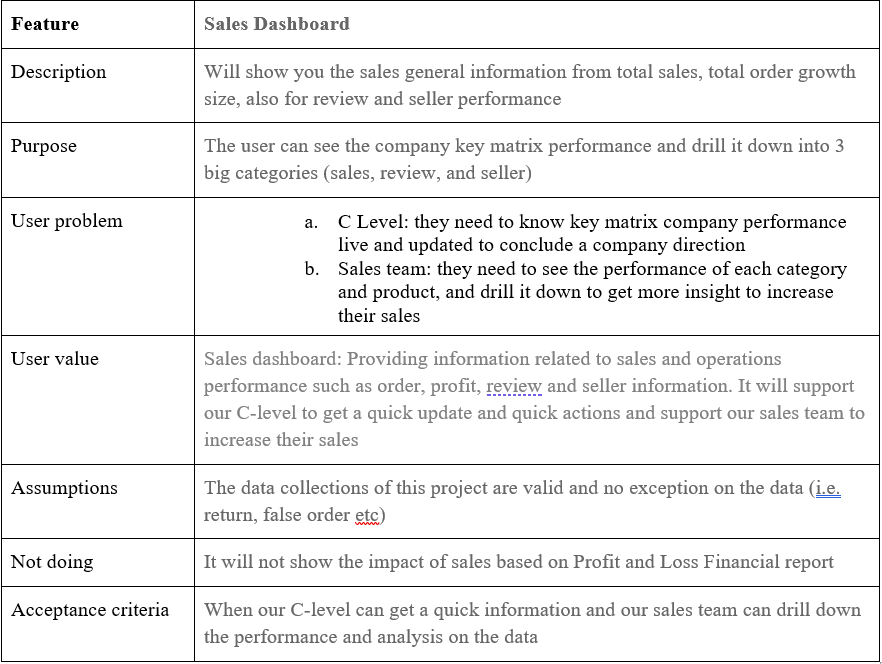 Feature
Sales Dashboard
Description
Will show you the sales general information from total sales, total order growth
size, also for review and seller performance
Purpose
The user can see the company key matrix performance and drill it down into 3
big categories (sales, review, and seller)
User problem
a. C Level: they need to know key matrix company performance
live and updated to conclude a company direction
b. Sales team: they need to see the performance of each category
and product, and drill it down to get more insight to increase
their sales
User value
Sales dashboard: Providing information related to sales and operations
performance such as order, profit, review and seller information. It will support
our C-level to get a quick update and quick actions and support our sales team to
increase their sales
Assumptions
The data collections of this project are valid and no exception on the data (i.e.
return, false order etc)
Not doing
It will not show the impact of sales based on Profit and Loss Financial report
Acceptance criteria
When our C-level can get a quick information and our sales team can drill down
the performance and analysis on the data